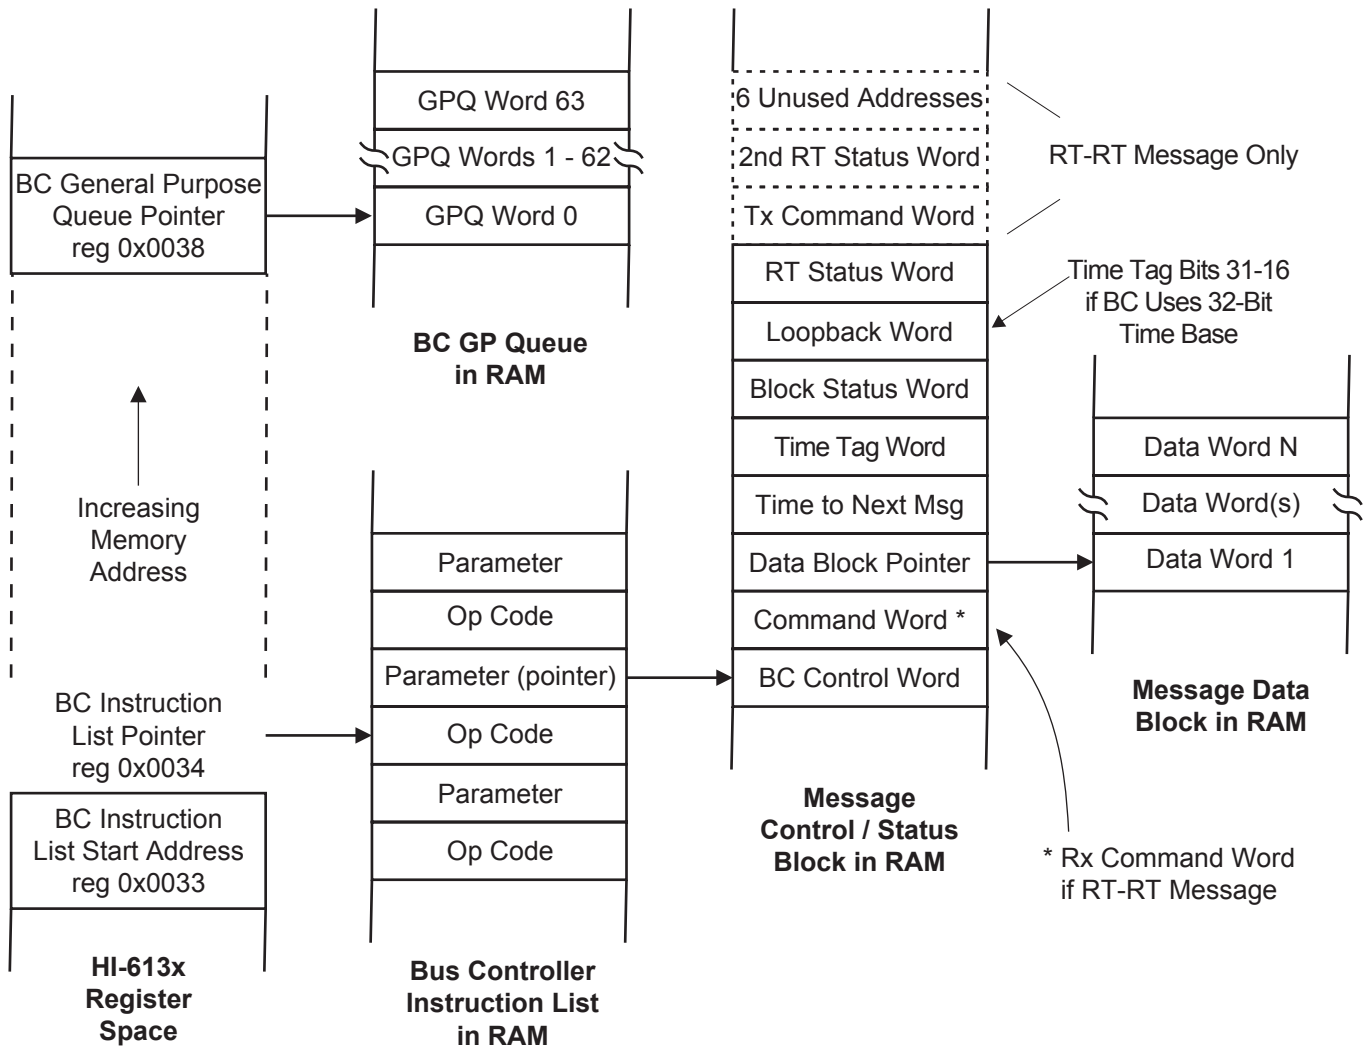 BC General Purpose
Queue Pointer
reg 0x0038
Increasing
Memory
Address
BC Instruction
List Pointer
reg 0x0034
BC Instruction
List Start Address
reg 0x0033
HI-613x
Register
Space
GPQ Word 63
GPQ Words 1 - 62
GPQ Word 0
BC GP Queue
in RAM
Parameter
Op Code
Parameter (pointer)
Op Code
Parameter
Op Code
Bus Controller
Instruction List
in RAM
6 Unused Addresses
2nd RT Status Word
Tx Command Word
RT Status Word
Loopback Word
Block Status Word
Time Tag Word
Time to Next Msg
Data Block Pointer
Command Word *
BC Control Word
Message
Control / Status
Block in RAM
RT-RT Message Only
Time Tag Bits 31-16
if BC Uses 32-Bit
Time Base
Data Word N
Data Word(s)
Data Word 1
Message Data
Block in RAM
* Rx Command Word
if RT-RT Message